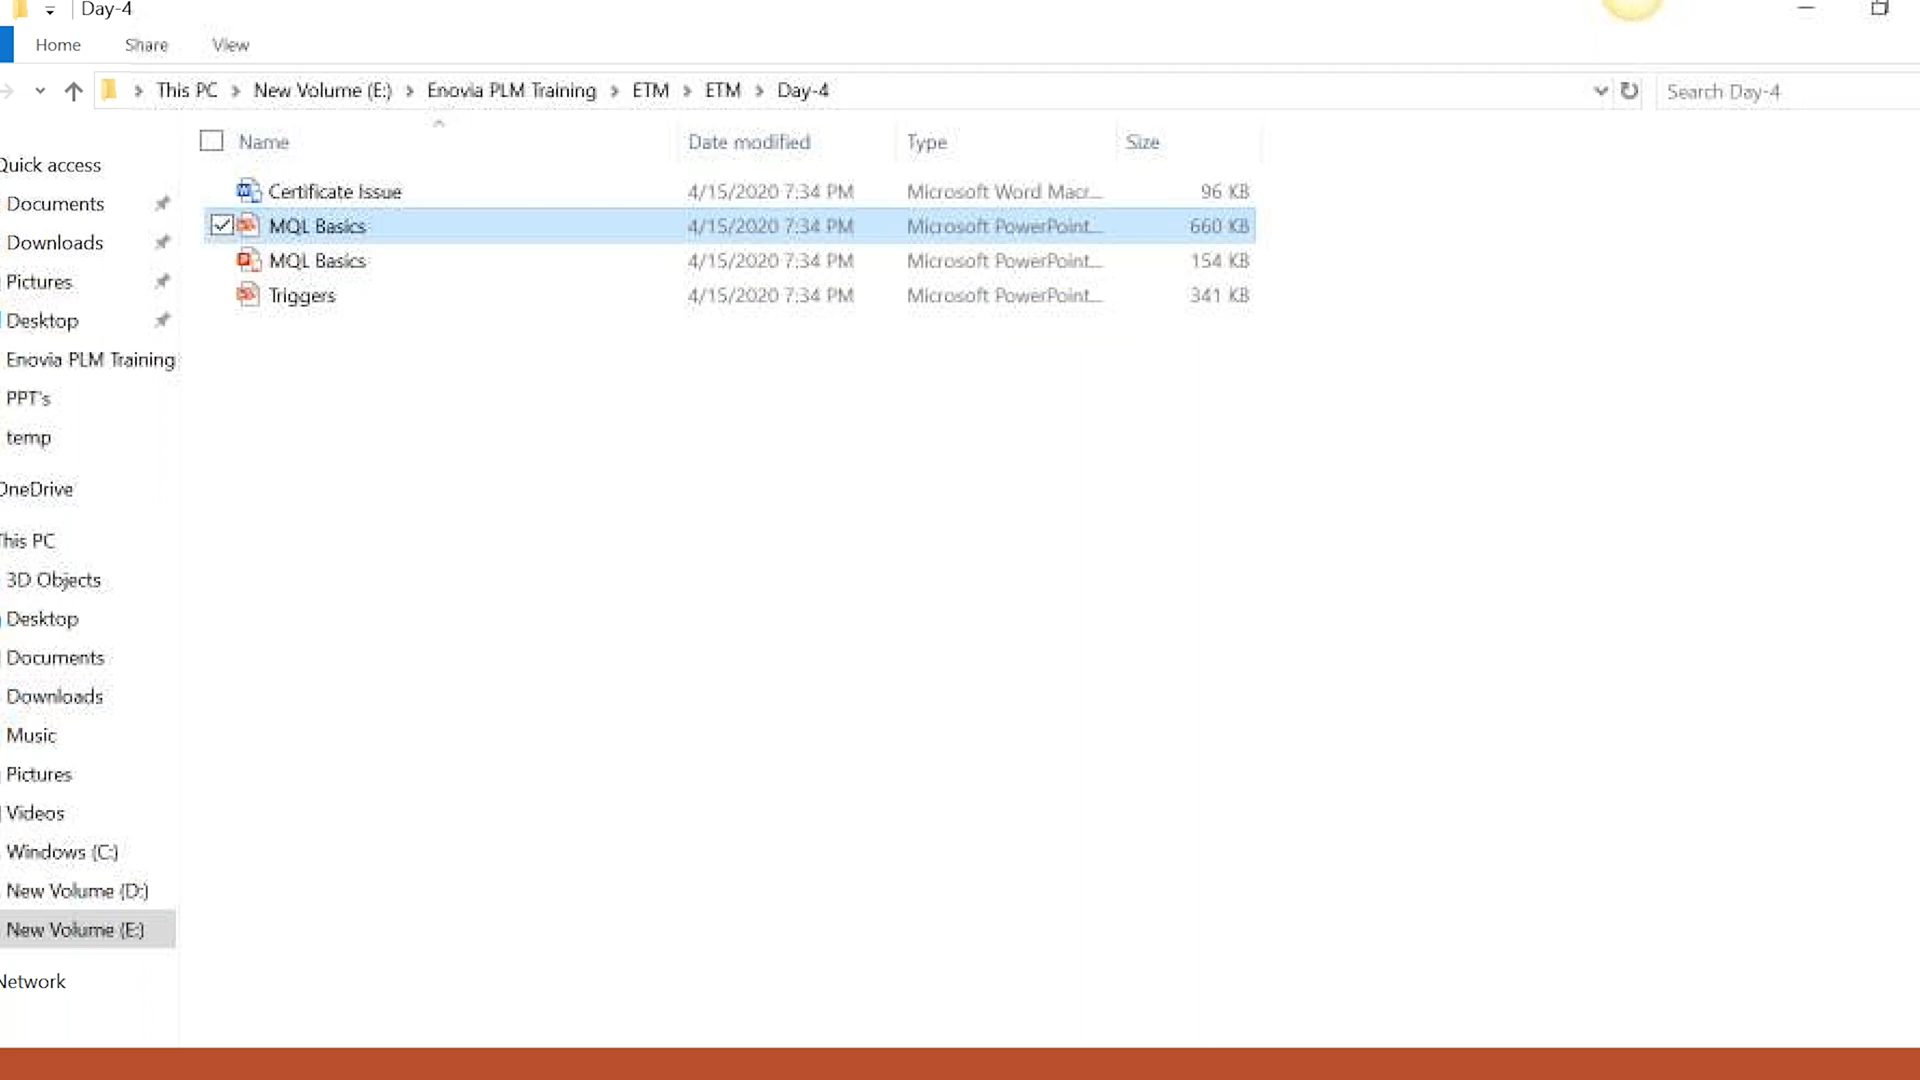 Day-4
Home Share View
This PC New Volume (E:) Enovia PLM Training ETM ETM Day-4 Search Day-4
Name Date modified Type Size
Quick access
Documents
Downloads
Pictures
Desktop
Enovia PLM Training
PPT's
temp
OneDrive
This PC
3D Objects
Desktop
Documents
Downloads
Music
Pictures
Videos
Windows (C:)
New Volume (D:)
New Volume (E:)
Network
Certificate Issue 4/15/2020 7:34 PM Microsoft Word Macr... 96 KB
MQL Basics 4/15/2020 7:34 PM Microsoft PowerPoint... 660 KB
MQL Basics 4/15/2020 7:34 PM Microsoft PowerPoint... 154 KB
Triggers 4/15/2020 7:34 PM Microsoft PowerPoint... 341 KB